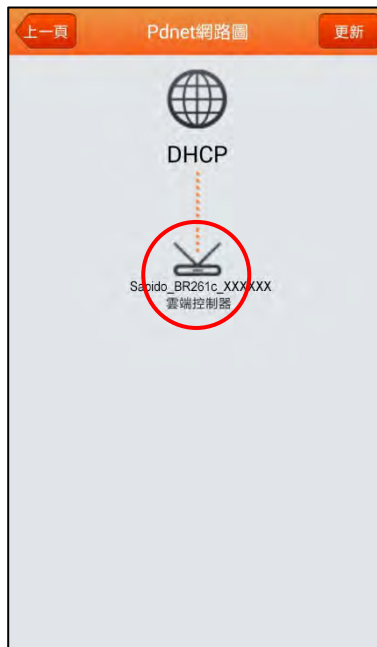 上一頁
Pdnet網路圖
更新
DHCP
Sapido_BR261c_XXXXXX
雲端控制器